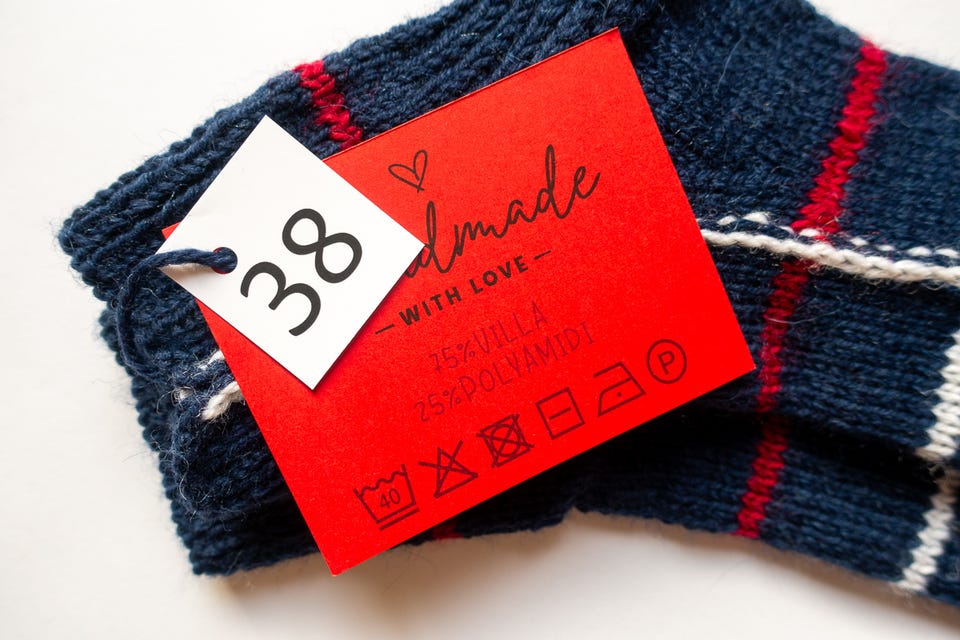 38
dmade
— WITH LOVE —
75% VILLA
25% POLYAMIDI
40
P